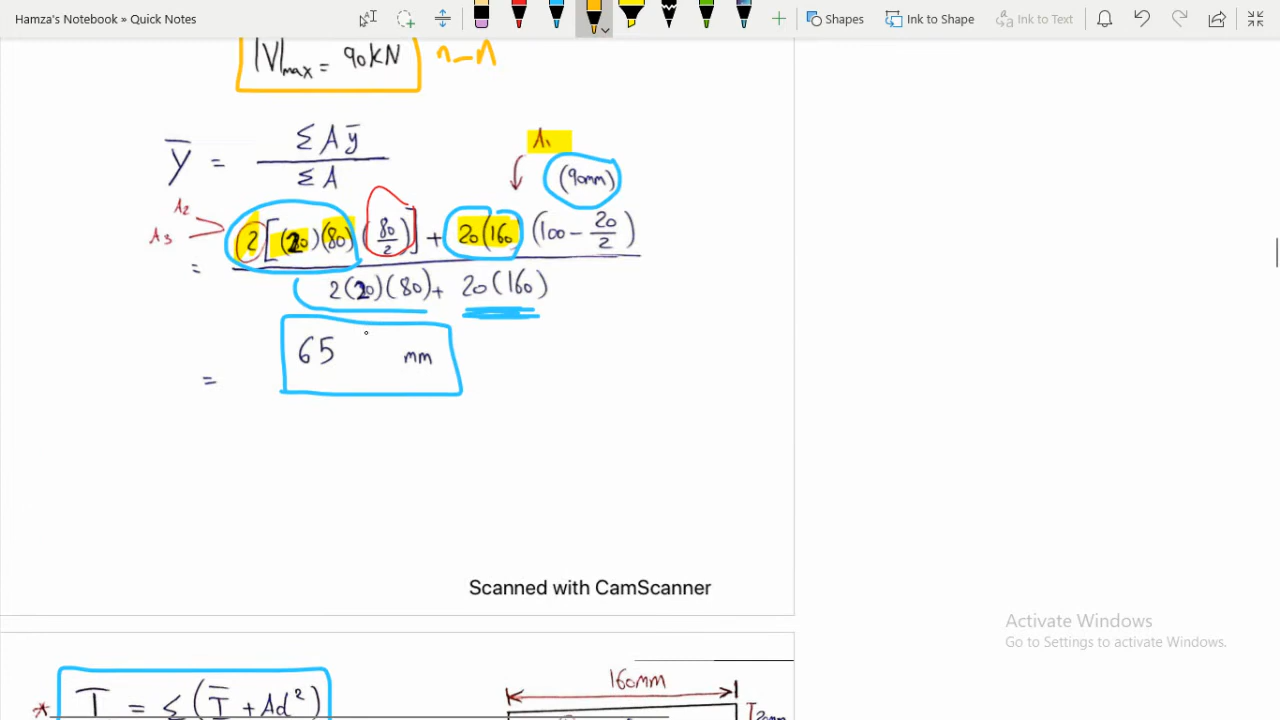 Hamza's Notebook » Quick Notes
Shapes
Ink to Shape
Ink to Text
|V|max = 90kN n-n
Ȳ = ΣAȳ / ΣA
A₁
(90mm)
A₂
A₃
= 2[(20)(80)(80/2)] + 20(160)(100 - 20/2)
2(20)(80)+ 20(160)
= 65 mm
Scanned with CamScanner
Activate Windows
Go to Settings to activate Windows.
160mm
* I = Σ(Ī + Ad²)
20mm